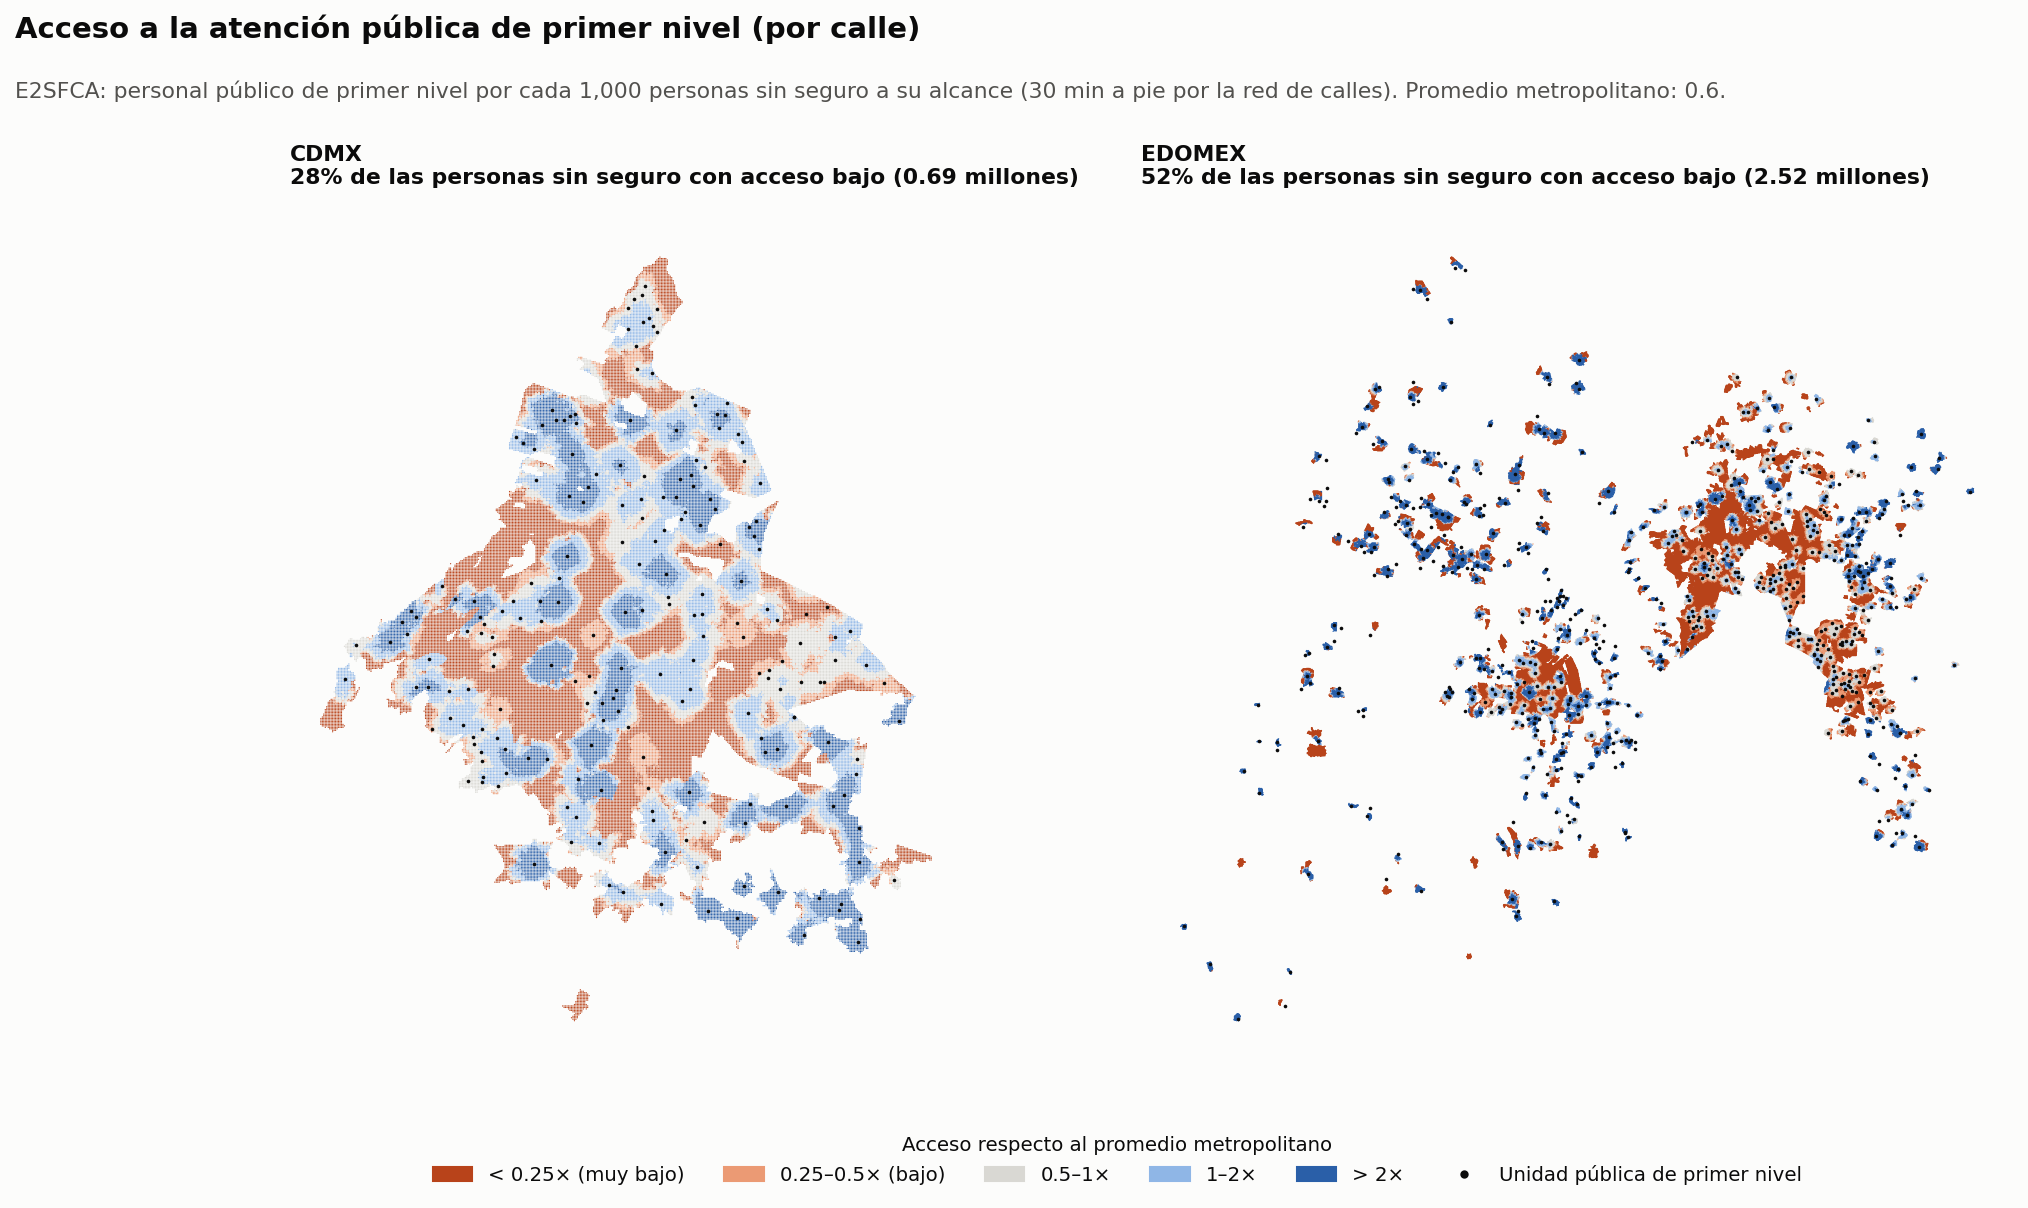 Acceso a la atención pública de primer nivel (por calle)
E2SFCA: personal público de primer nivel por cada 1,000 personas sin seguro a su alcance (30 min a pie por la red de calles). Promedio metropolitano: 0.6.
CDMX
28% de las personas sin seguro con acceso bajo (0.69 millones)
EDOMEX
52% de las personas sin seguro con acceso bajo (2.52 millones)
Acceso respecto al promedio metropolitano
< 0.25× (muy bajo) 0.25–0.5× (bajo) 0.5–1× 1–2× > 2× Unidad pública de primer nivel